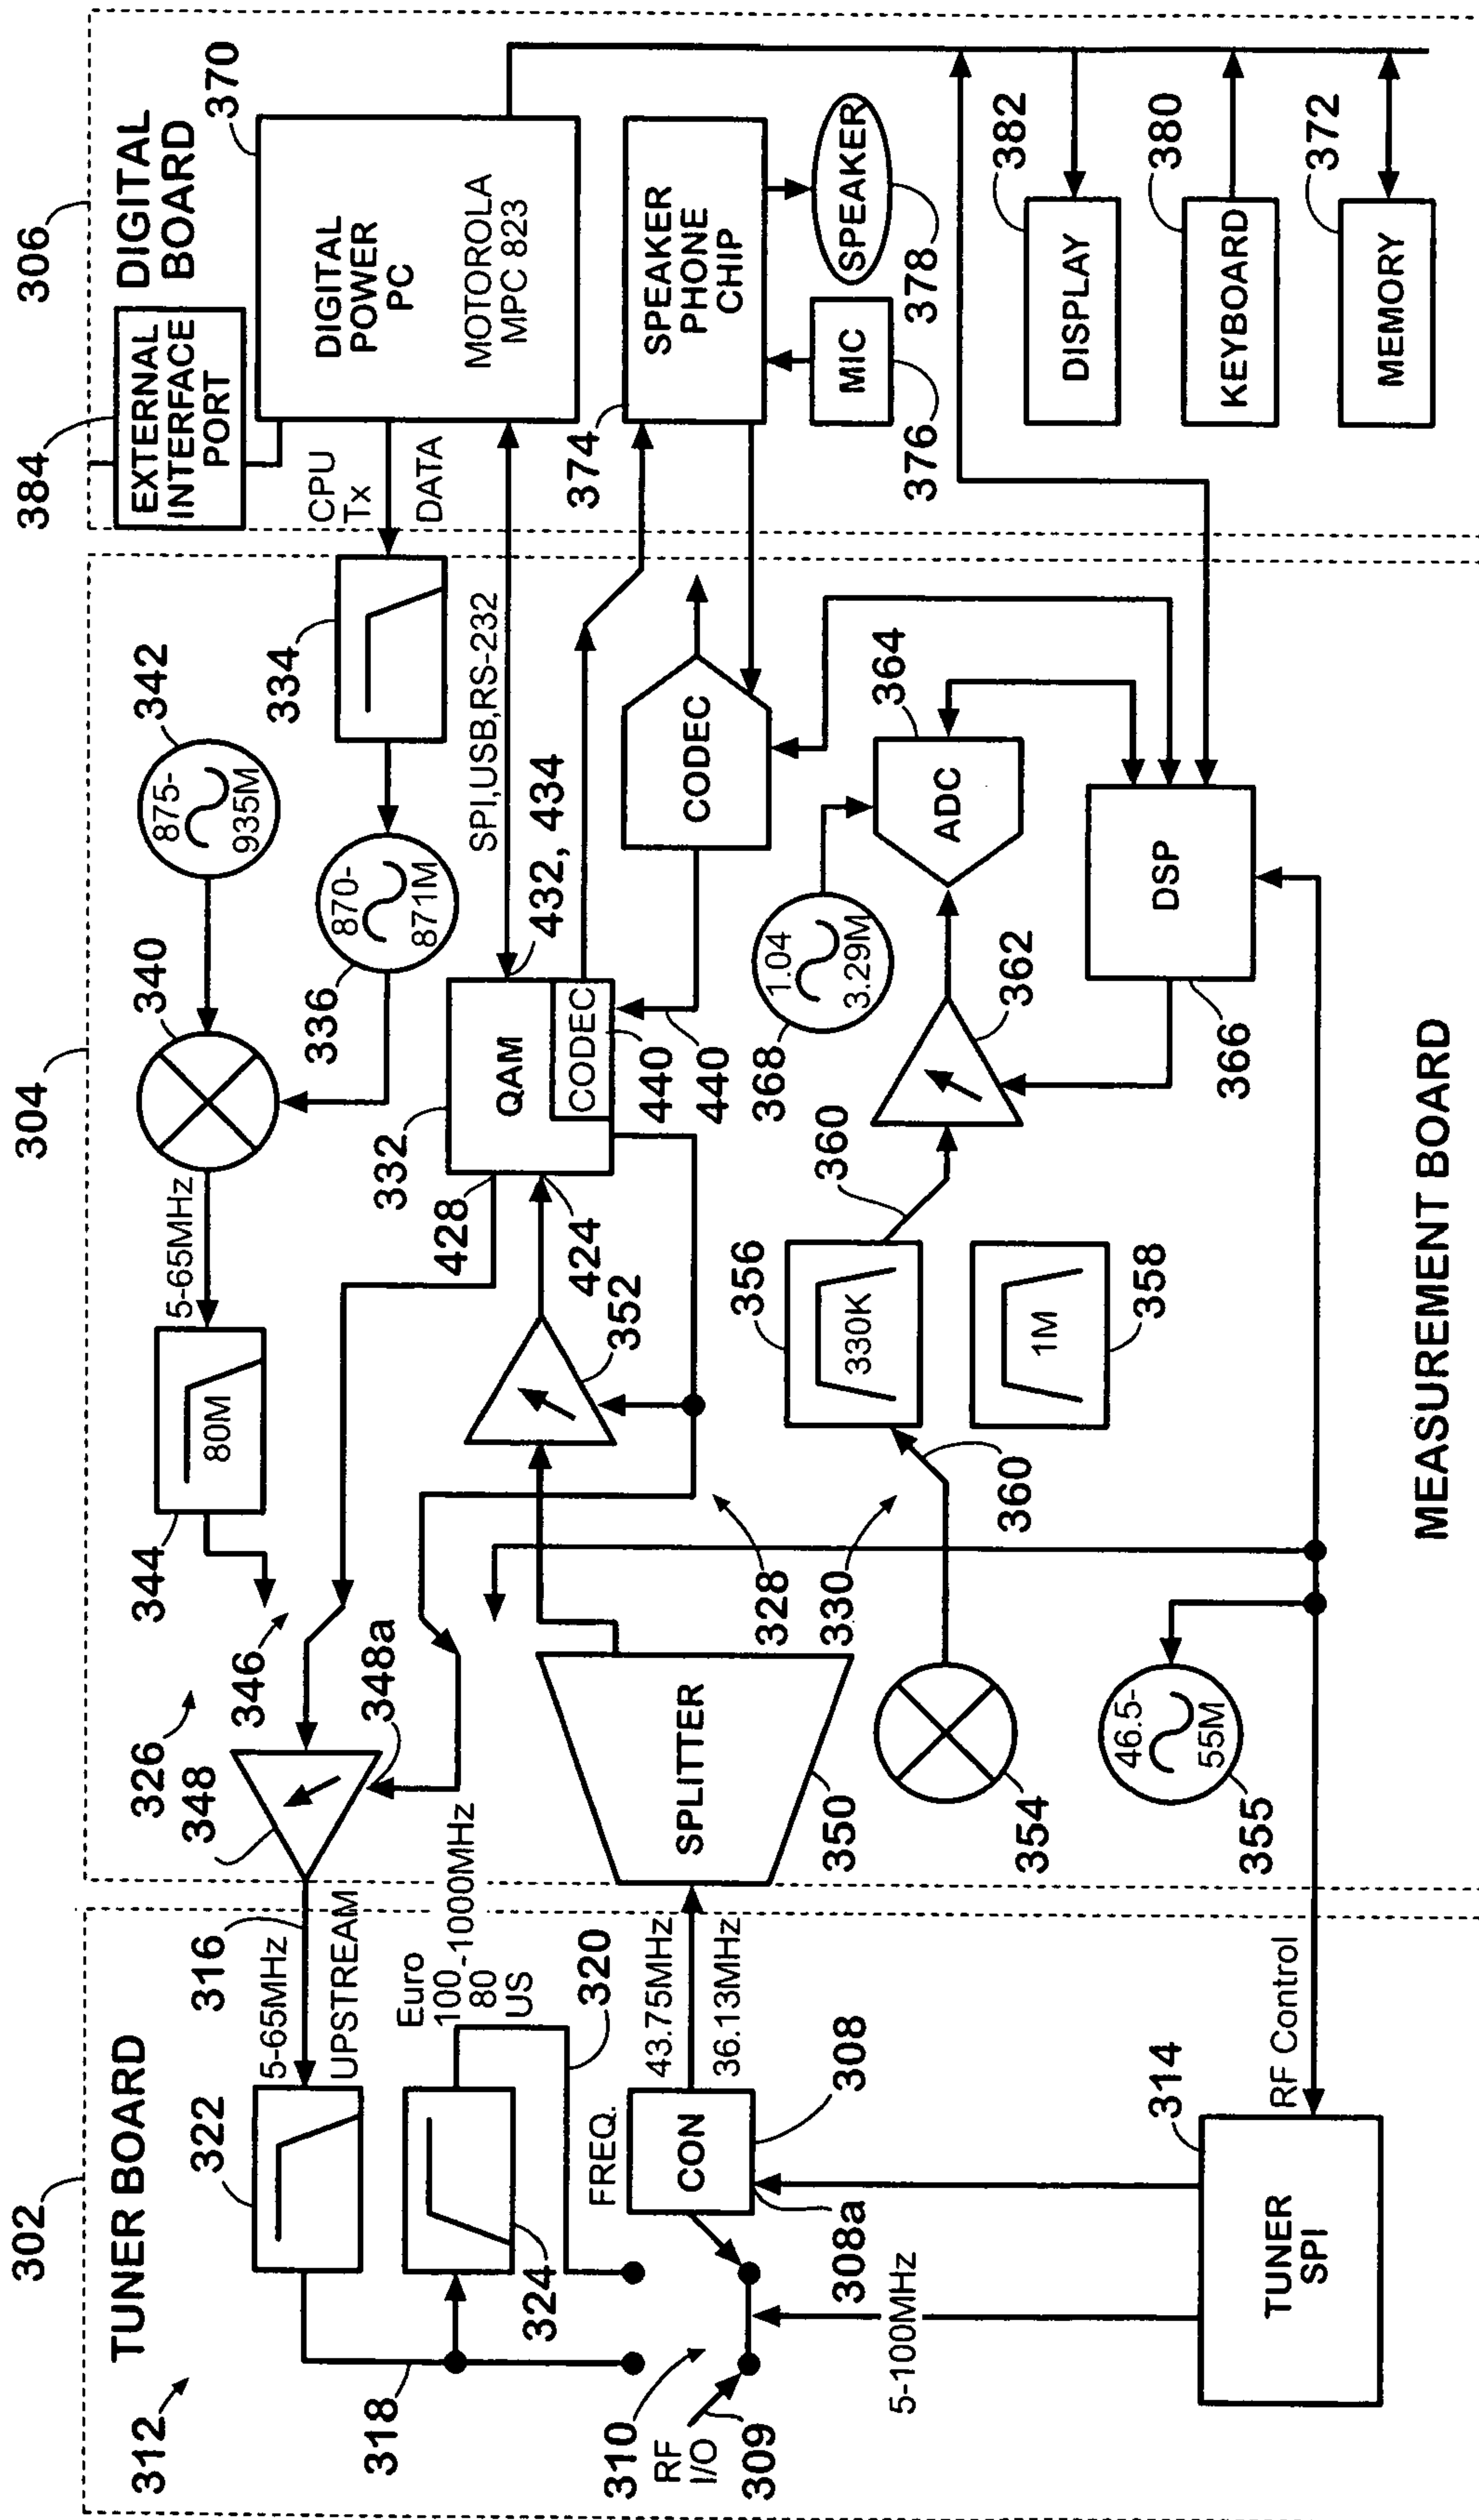 302
TUNER BOARD
312
322
316
5-65MHz
UPSTREAM
318
324
Euro
100
80
-1000MHz
US
320
310
RF
I/O
309
FREQ.
CON
43.75MHz
36.13MHz
308
308a
5-100MHz
TUNER
SPI
314
RF Control
304
344
80M
5-65MHz
340
342
875-
935M
336
870-
871M
334
326
346
348
348a
428
332
QAM
CODEC
440
440
432, 434
SPI,USB,RS-232
424
352
SPLITTER
350
328
330
CODEC
354
360
356
330K
358
1M
360
362
368
1.04
3.29M
ADC
364
355
46.5-
55M
DSP
366
MEASUREMENT BOARD
306
DIGITAL
BOARD
384
EXTERNAL
INTERFACE
PORT
370
DIGITAL
POWER
PC
MOTOROLA
MPC 823
CPU
Tx
DATA
374
SPEAKER
PHONE
CHIP
MIC
376
SPEAKER
378
DISPLAY
382
KEYBOARD
380
MEMORY
372